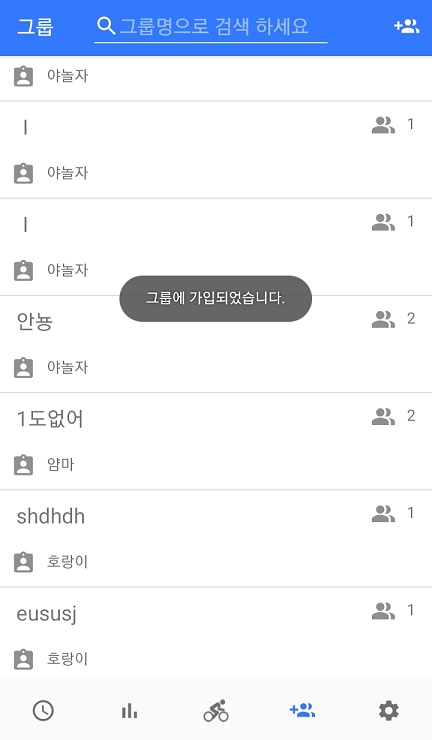 그룹
그룹명으로 검색 하세요
야놀자
l
1
야놀자
l
1
야놀자
그룹에 가입되었습니다.
안뇽
2
야놀자
1도없어
2
얌마
shdhdh
1
호랑이
eususj
1
호랑이